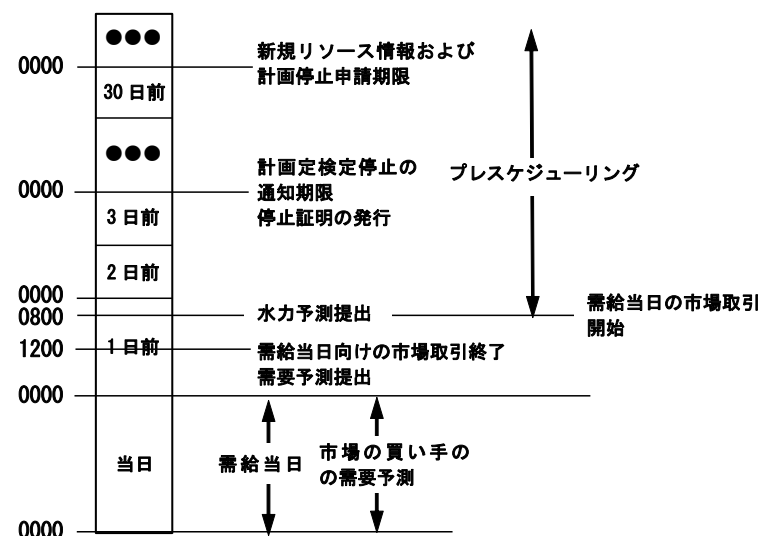 ●●●
0000
新規リソース情報および
計画停止申請期限
30日前
●●●
0000
計画定検定停止の
通知期限
停止証明の発行
プレスケジューリング
3日前
2日前
0000
0800
水力予測提出
需給当日の市場取引
開始
1200
1日前
需給当日向けの市場取引終了
需要予測提出
0000
当日
需給当日
市場の買い手の
の需要予測
0000